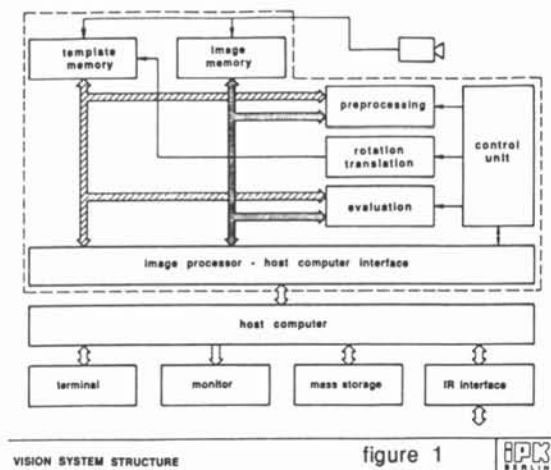 template
memory
image
memory
preprocessing
rotation
translation
control
unit
evaluation
image processor - host computer interface
host computer
terminal
monitor
mass storage
IR interface
VISION SYSTEM STRUCTURE
figure 1
IPK
BERLIN